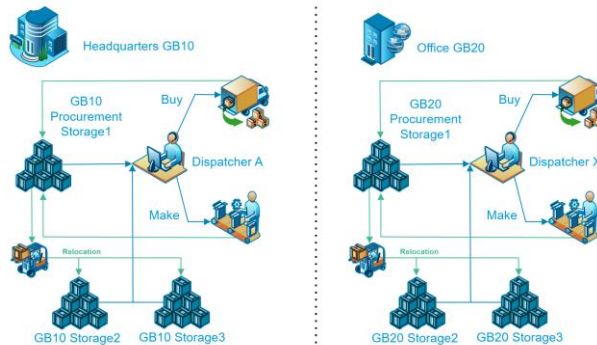 Headquarters GB10
GB10
Procurement
Storage1
Buy
Dispatcher A
Make
Relocation
GB10 Storage2
GB10 Storage3
Office GB20
GB20
Procurement
Storage1
Buy
Dispatcher X
Make
Relocation
GB20 Storage2
GB20 Storage3